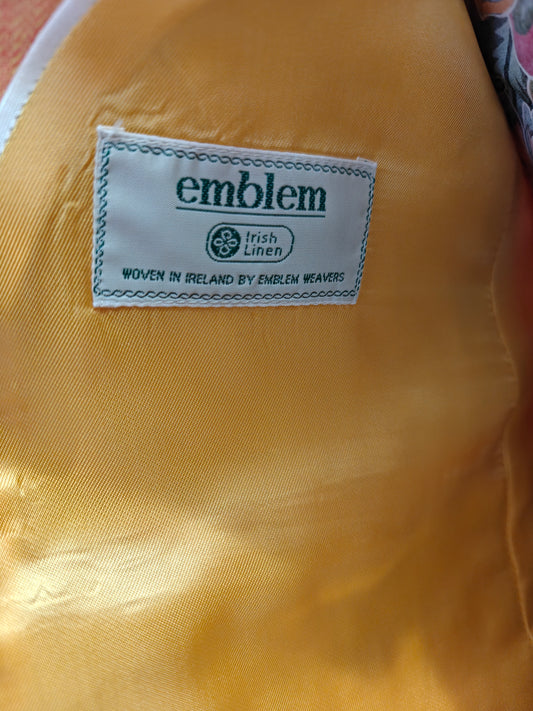 emblem
Irish
Linen
WOVEN IN IRELAND BY EMBLEM WEAVERS